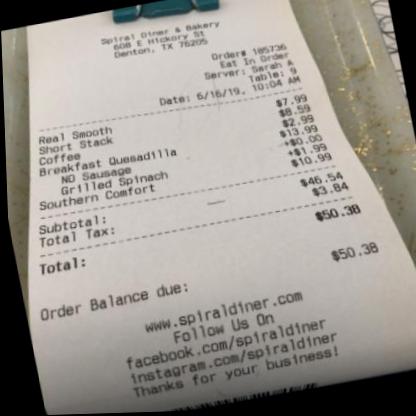 Spiral Diner & Bakery
608 E Hickory St
Denton, TX 76205
Order# 185736
Eat In Order
Server: Sarah A
Table: 9
Date: 6/16/19, 10:04 AM
Real Smooth $7.99
Short Stack $8.59
Coffee $2.99
Breakfast Quesadilla $13.99
NO Sausage +$0.00
Grilled Spinach +$1.99
Southern Comfort $10.99
Subtotal: $46.54
Total Tax: $3.84
Total: $50.38
Order Balance due: $50.38
www.spiraldiner.com
Follow Us On
facebook.com/spiraldiner
instagram.com/spiraldiner
Thanks for your business!